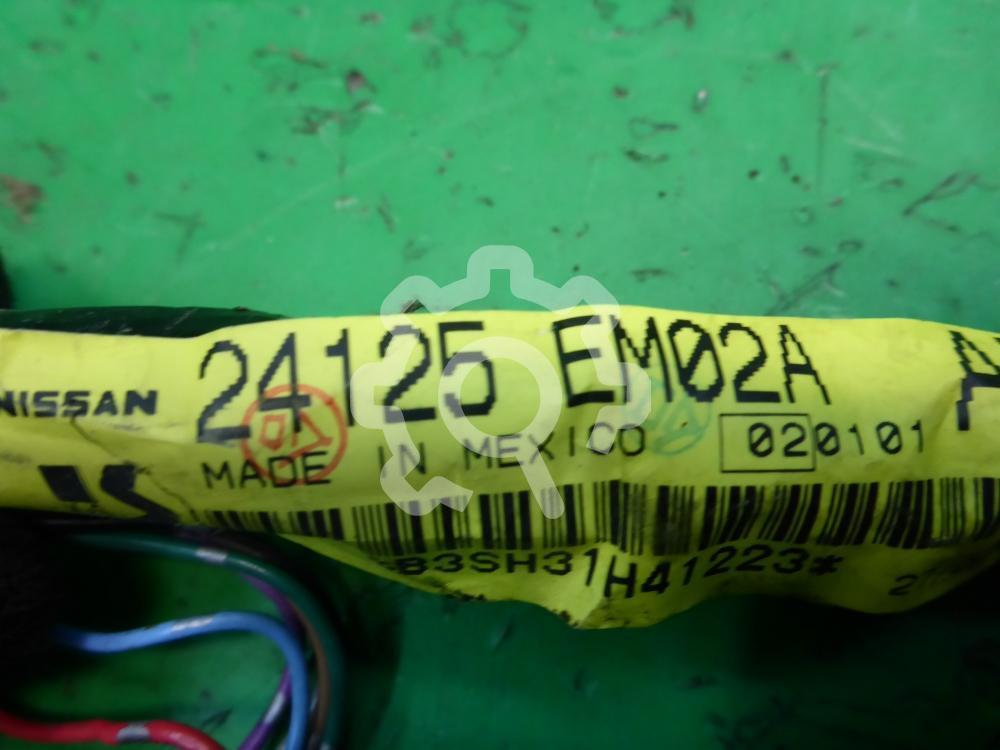 NISSAN 24125 EM02A
MADE IN MEXICO 020101
B3SH31H41223*